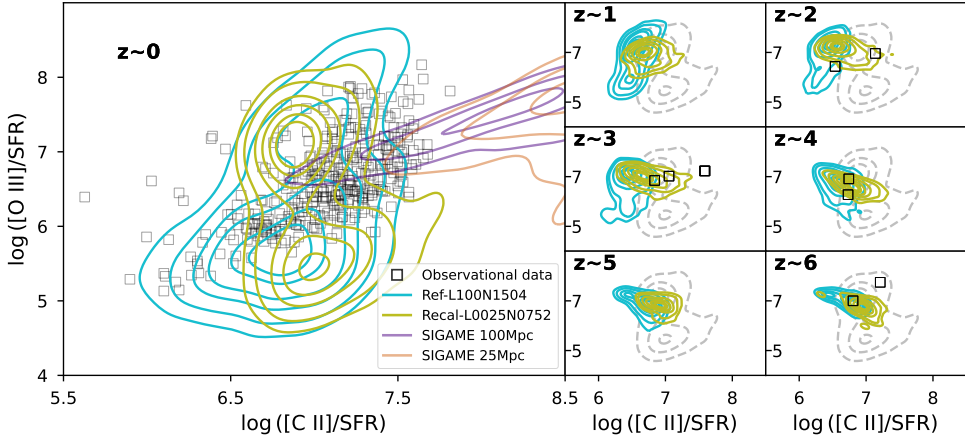 z~0
8
7
6
5
4
log([O III]/SFR)
5.5
6.5
7.5
8.5
log([C II]/SFR)
Observational data
Ref-L100N1504
Recal-L0025N0752
SIGAME 100Mpc
SIGAME 25Mpc
z~1
7
5
z~2
7
5
z~3
7
5
z~4
7
5
z~5
7
5
z~6
7
5
6
7
8
log([C II]/SFR)
6
7
8
log([C II]/SFR)